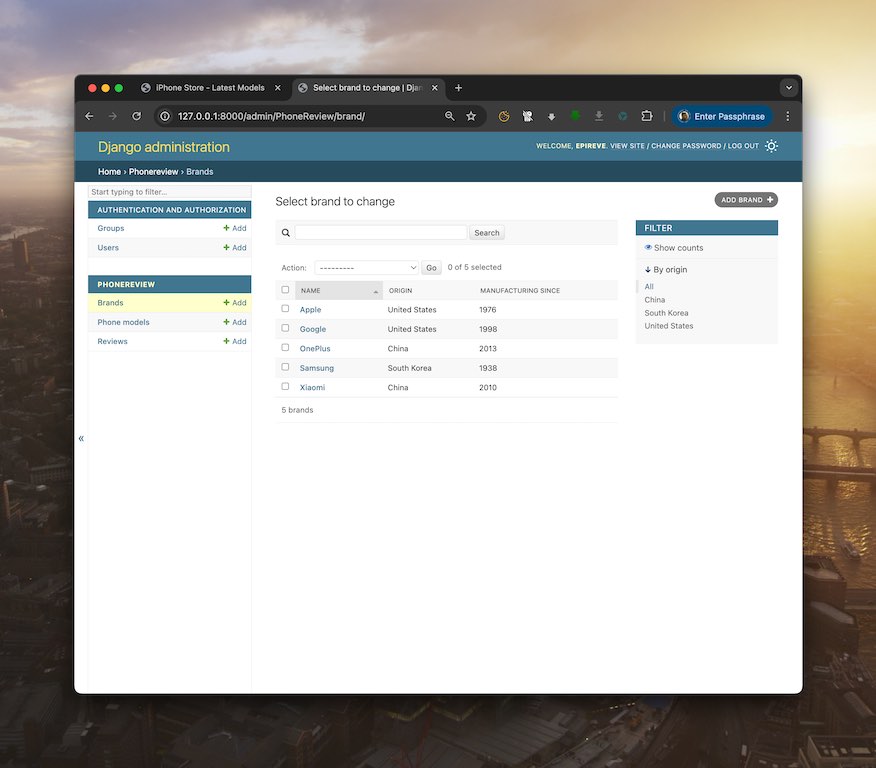 iPhone Store - Latest Models
Select brand to change | Djan
127.0.0.1:8000/admin/PhoneReview/brand/
Enter Passphrase
Django administration
WELCOME, EPIREVE. VIEW SITE / CHANGE PASSWORD / LOG OUT
Home › Phonereview › Brands
Start typing to filter...
AUTHENTICATION AND AUTHORIZATION
Groups + Add
Users + Add
PHONEREVIEW
Brands + Add
Phone models + Add
Reviews + Add
«
Select brand to change
ADD BRAND +
Search
Action: --------- Go 0 of 5 selected
NAME ORIGIN MANUFACTURING SINCE
Apple United States 1976
Google United States 1998
OnePlus China 2013
Samsung South Korea 1938
Xiaomi China 2010
5 brands
FILTER
Show counts
↓ By origin
All
China
South Korea
United States